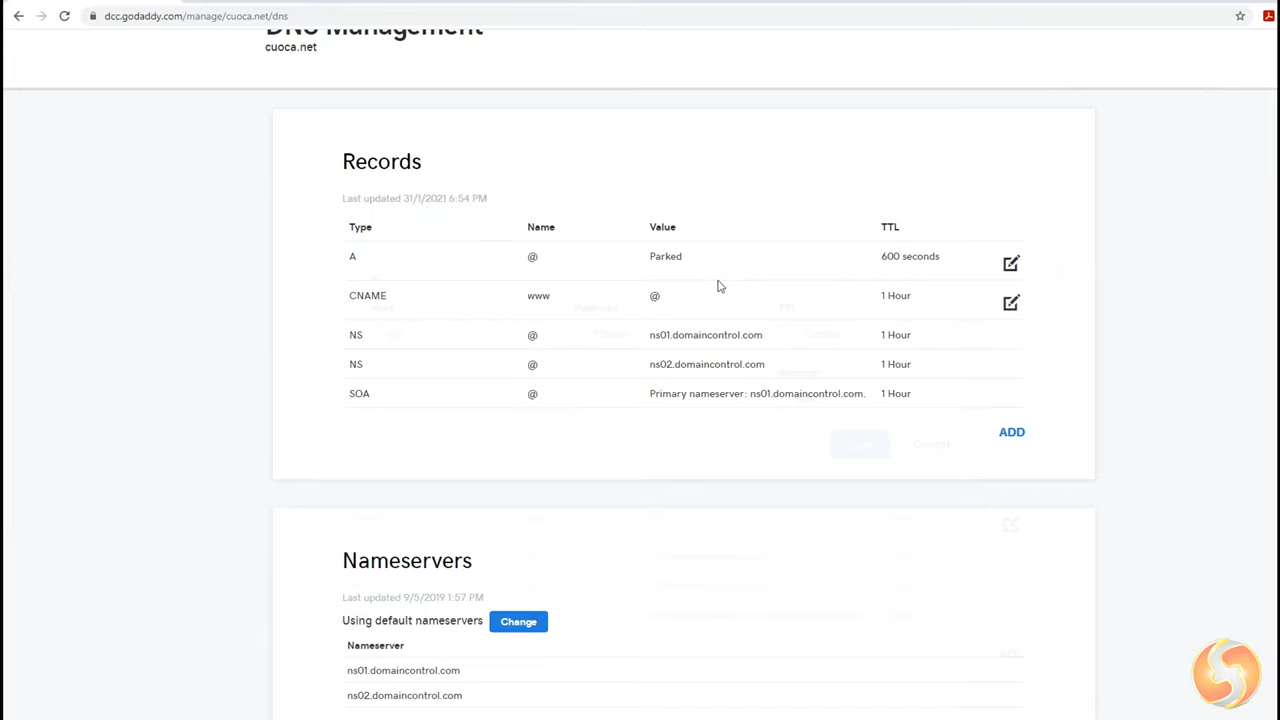 dcc.godaddy.com/manage/cuoca.net/dns
DNS Management
cuoca.net
Records
Last updated 31/1/2021 6:54 PM
Type Name Value TTL
A @ Parked 600 seconds
CNAME www @ 1 Hour
NS @ ns01.domaincontrol.com 1 Hour
NS @ ns02.domaincontrol.com 1 Hour
SOA @ Primary nameserver: ns01.domaincontrol.com. 1 Hour
ADD
Cancel
Nameservers
Last updated 9/5/2019 1:57 PM
Using default nameservers Change
Nameserver
ns01.domaincontrol.com
ns02.domaincontrol.com